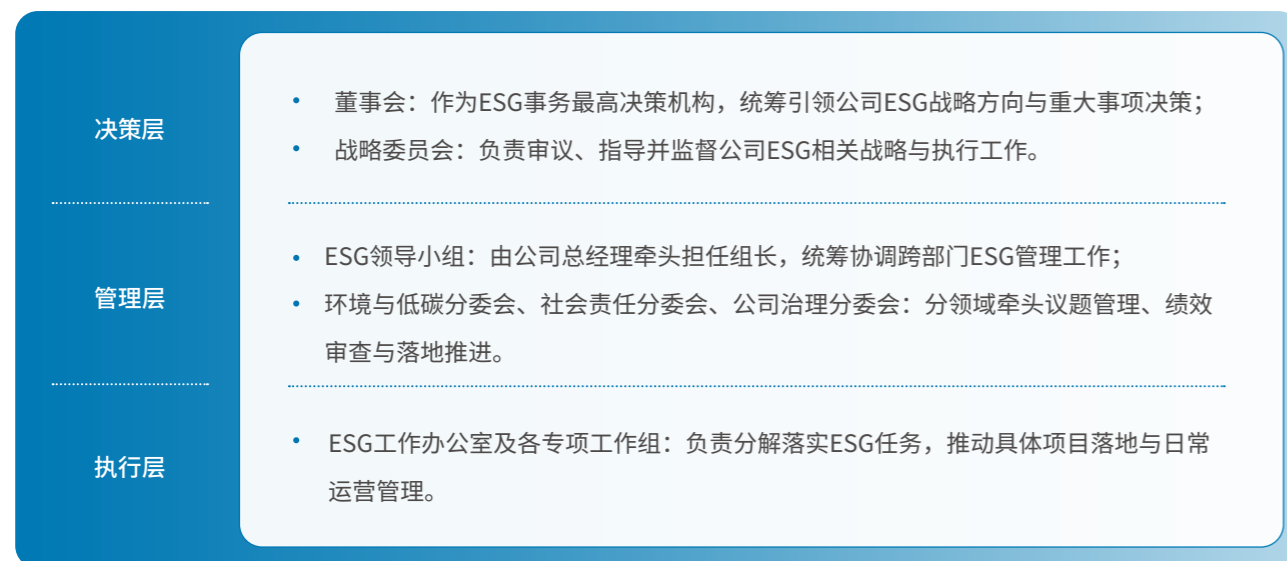 决策层
• 董事会：作为ESG事务最高决策机构，统筹引领公司ESG战略方向与重大事项决策；
• 战略委员会：负责审议、指导并监督公司ESG相关战略与执行工作。
管理层
• ESG领导小组：由公司总经理牵头担任组长，统筹协调跨部门ESG管理工作；
• 环境与低碳分委会、社会责任分委会、公司治理分委会：分领域牵头议题管理、绩效
审查与落地推进。
执行层
• ESG工作办公室及各专项工作组：负责分解落实ESG任务，推动具体项目落地与日常
运营管理。